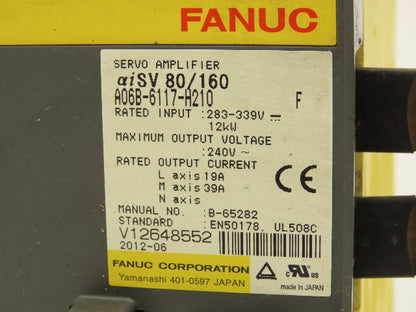 FANUC
SERVO AMPLIFIER
αiSV 80/160
A06B-6117-H210 F
RATED INPUT :283-339V ⎓
12kW
MAXIMUM OUTPUT VOLTAGE
:240V ~
RATED OUTPUT CURRENT
L axis 19A
M axis 39A
N axis
CE
MANUAL NO. : B-65282
STANDARD : EN50178, UL508C
V12648552
2012-06
FANUC CORPORATION
Yamanashi 401-0597 JAPAN
c RU us
made in JAPAN